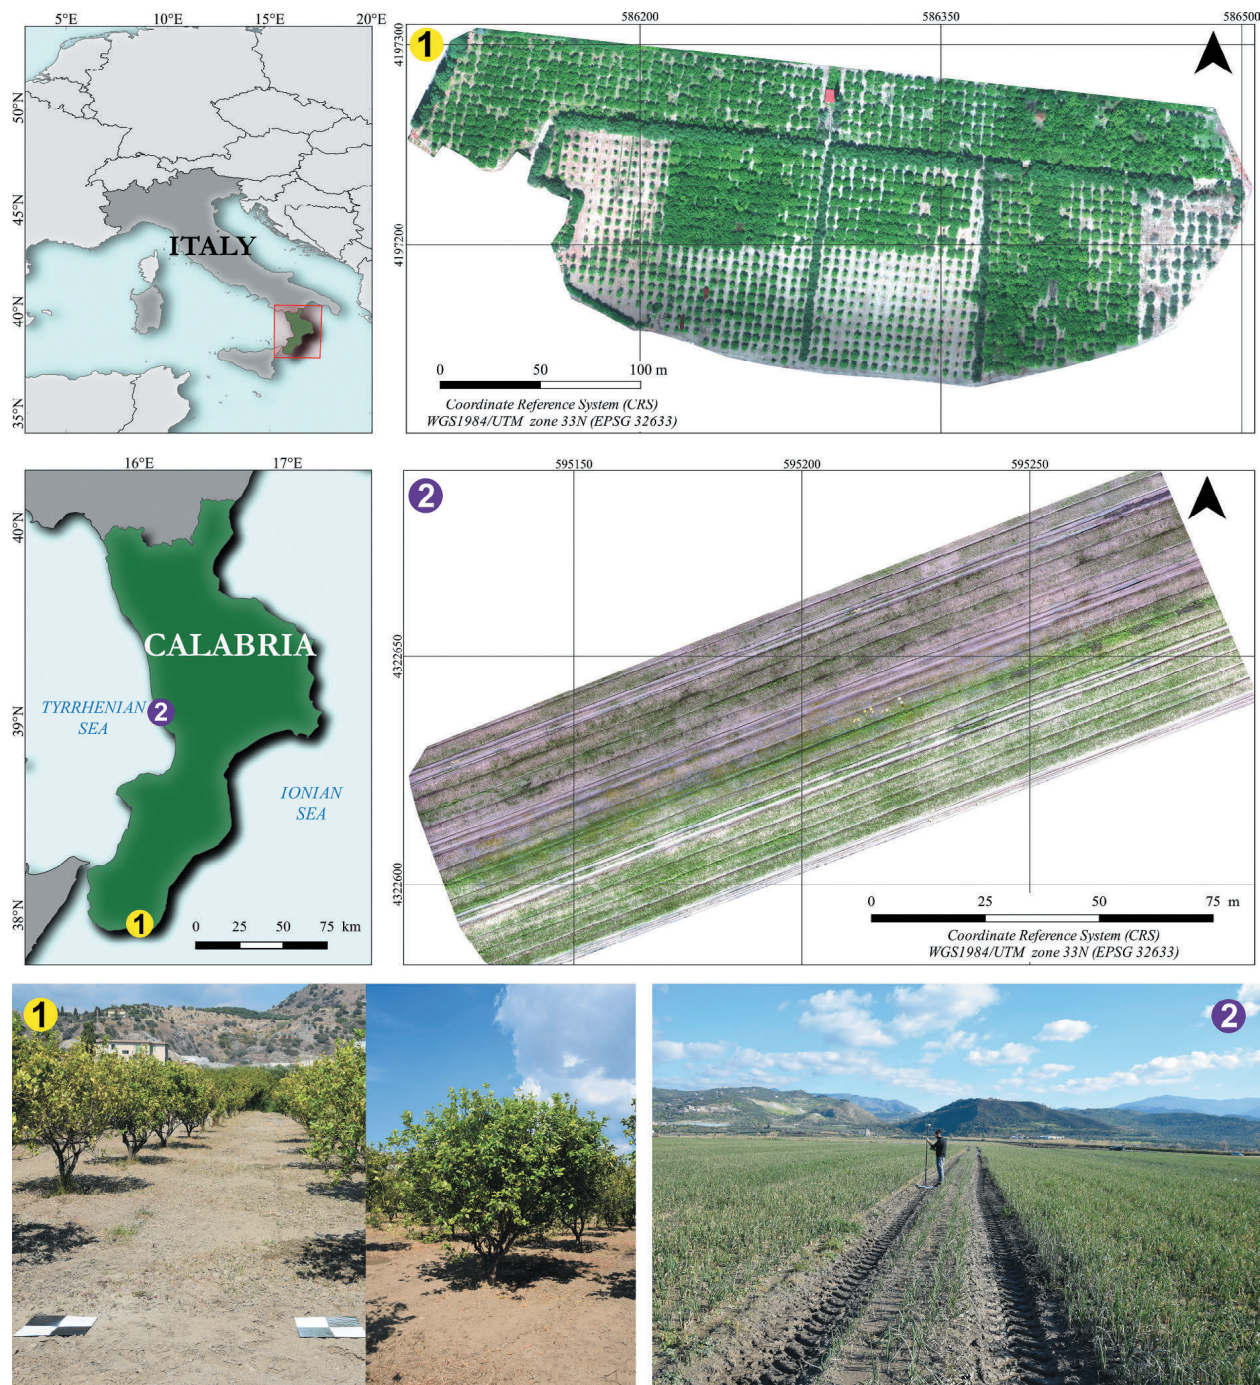 5°E 10°E 15°E 20°E
50°N
45°N
40°N
35°N
ITALY
1
586200 586350 586500
4197300
4197200
0 50 100 m
Coordinate Reference System (CRS)
WGS1984/UTM zone 33N (EPSG 32633)
16°E 17°E
40°N
39°N
38°N
CALABRIA
TYRRHENIAN
SEA
2
IONIAN
SEA
1
0 25 50 75 km
2
595150 595200 595250
4322650
4322600
0 25 50 75 m
Coordinate Reference System (CRS)
WGS1984/UTM zone 33N (EPSG 32633)
1
2